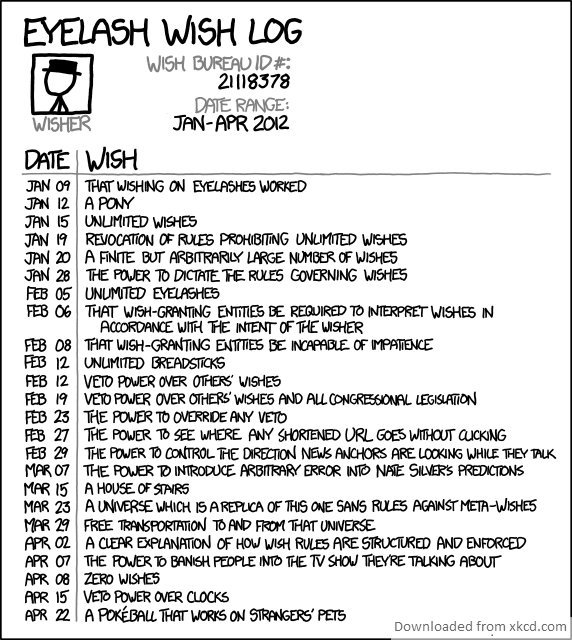 EYELASH WISH LOG
WISH BUREAU ID#:
21118378
DATE RANGE:
JAN-APR 2012
WISHER
DATE WISH
JAN 09 THAT WISHING ON EYELASHES WORKED
JAN 12 A PONY
JAN 15 UNLIMITED WISHES
JAN 19 REVOCATION OF RULES PROHIBITING UNLIMITED WISHES
JAN 20 A FINITE BUT ARBITRARILY LARGE NUMBER OF WISHES
JAN 28 THE POWER TO DICTATE THE RULES GOVERNING WISHES
FEB 05 UNLIMITED EYELASHES
FEB 06 THAT WISH-GRANTING ENTITIES BE REQUIRED TO INTERPRET WISHES IN
ACCORDANCE WITH THE INTENT OF THE WISHER
FEB 08 THAT WISH-GRANTING ENTITIES BE INCAPABLE OF IMPATIENCE
FEB 12 UNLIMITED BREADSTICKS
FEB 12 VETO POWER OVER OTHERS' WISHES
FEB 19 VETO POWER OVER OTHERS' WISHES AND ALL CONGRESSIONAL LEGISLATION
FEB 23 THE POWER TO OVERRIDE ANY VETO
FEB 27 THE POWER TO SEE WHERE ANY SHORTENED URL GOES WITHOUT CLICKING
FEB 29 THE POWER TO CONTROL THE DIRECTION NEWS ANCHORS ARE LOOKING WHILE THEY TALK
MAR 07 THE POWER TO INTRODUCE ARBITRARY ERROR INTO NATE SILVER'S PREDICTIONS
MAR 15 A HOUSE OF STAIRS
MAR 23 A UNIVERSE WHICH IS A REPLICA OF THIS ONE SANS RULES AGAINST META-WISHES
MAR 29 FREE TRANSPORTATION TO AND FROM THAT UNIVERSE
APR 02 A CLEAR EXPLANATION OF HOW WISH RULES ARE STRUCTURED AND ENFORCED
APR 07 THE POWER TO BANISH PEOPLE INTO THE TV SHOW THEY'RE TALKING ABOUT
APR 08 ZERO WISHES
APR 15 VETO POWER OVER CLOCKS
APR 22 A POKÉBALL THAT WORKS ON STRANGERS' PETS
Downloaded from xkcd.com